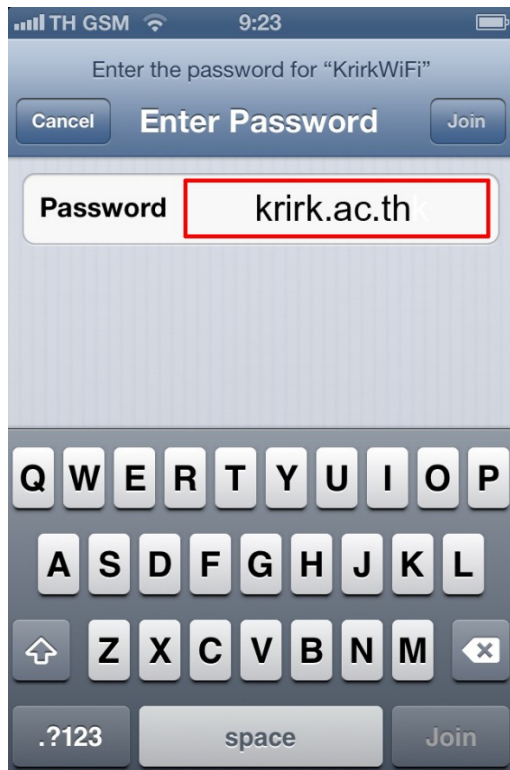 TH GSM 9:23
Enter the password for “KrirkWiFi”
Cancel Enter Password Join
Password krirk.ac.th
Q W E R T Y U I O P
A S D F G H J K L
Z X C V B N M
.?123 space Join